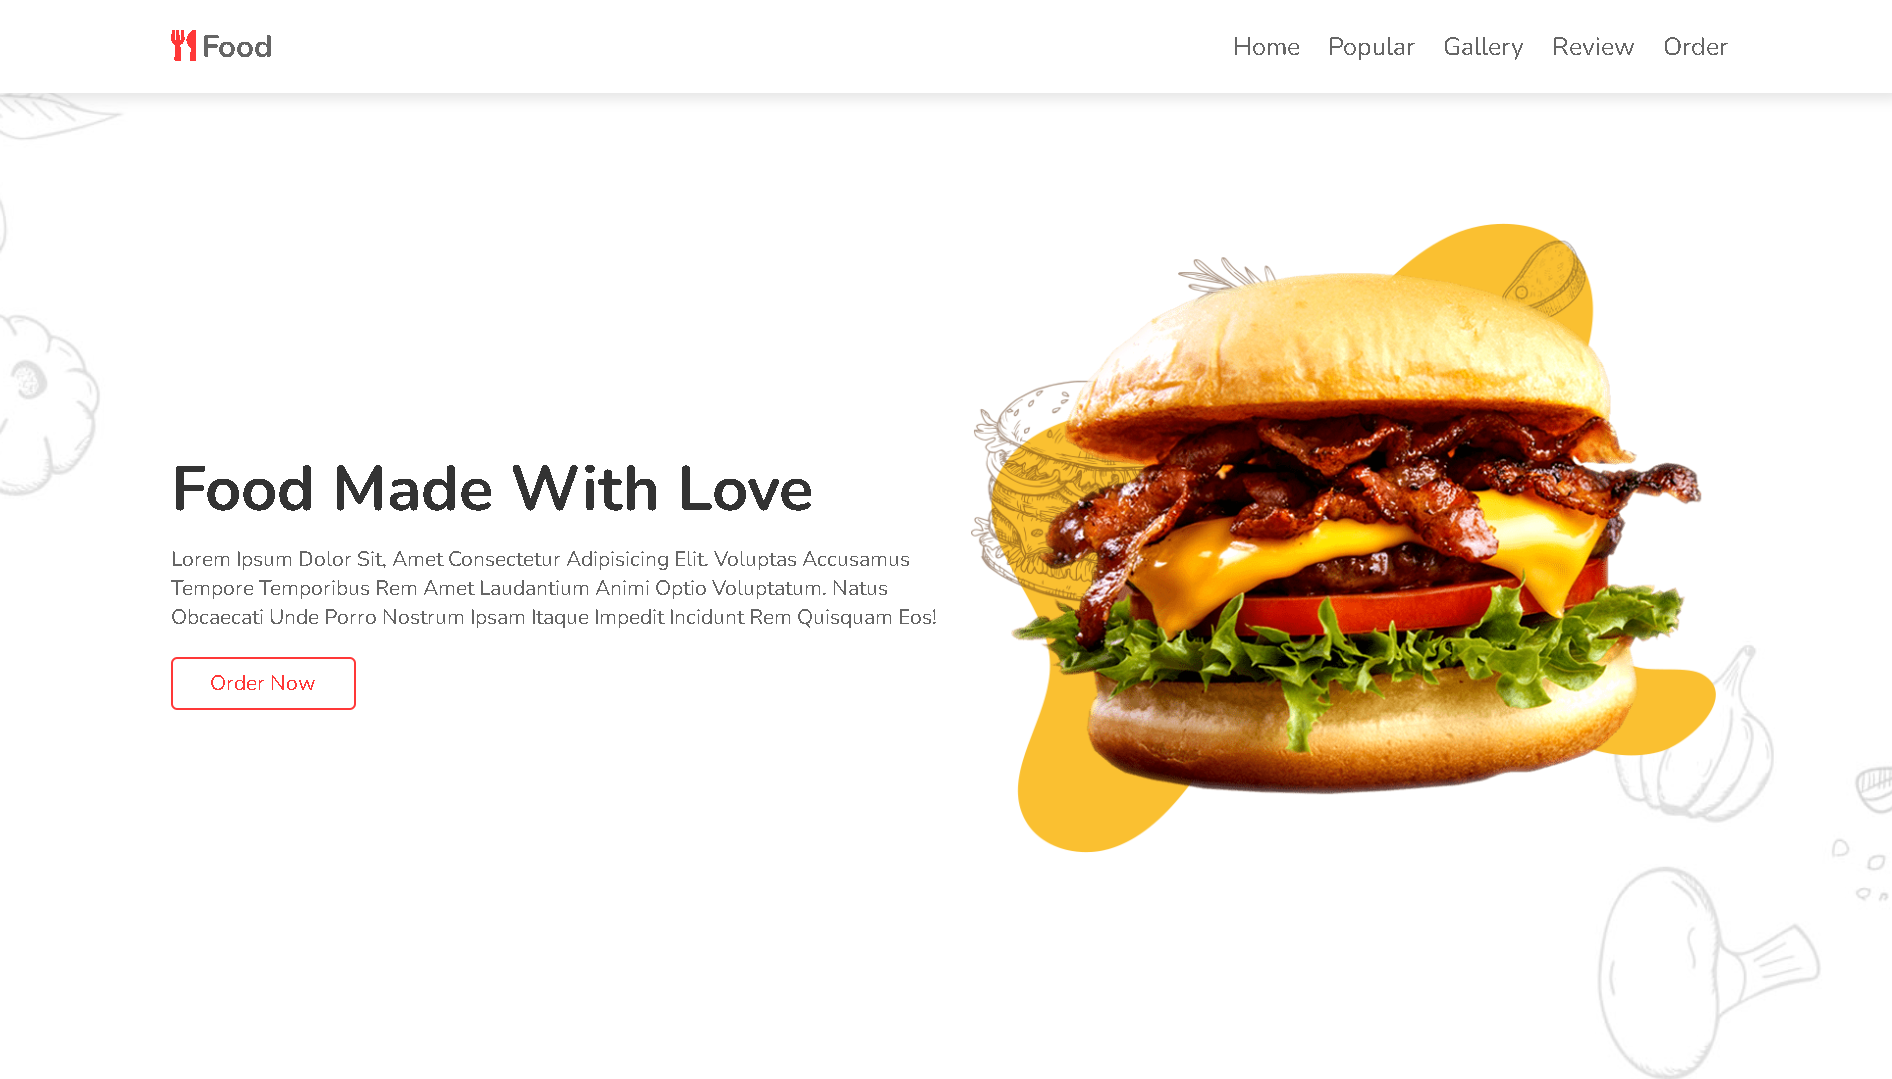 Food
Home Popular Gallery Review Order
Food Made With Love
Lorem Ipsum Dolor Sit, Amet Consectetur Adipisicing Elit. Voluptas Accusamus
Tempore Temporibus Rem Amet Laudantium Animi Optio Voluptatum. Natus
Obcaecati Unde Porro Nostrum Ipsam Itaque Impedit Incidunt Rem Quisquam Eos!
Order Now